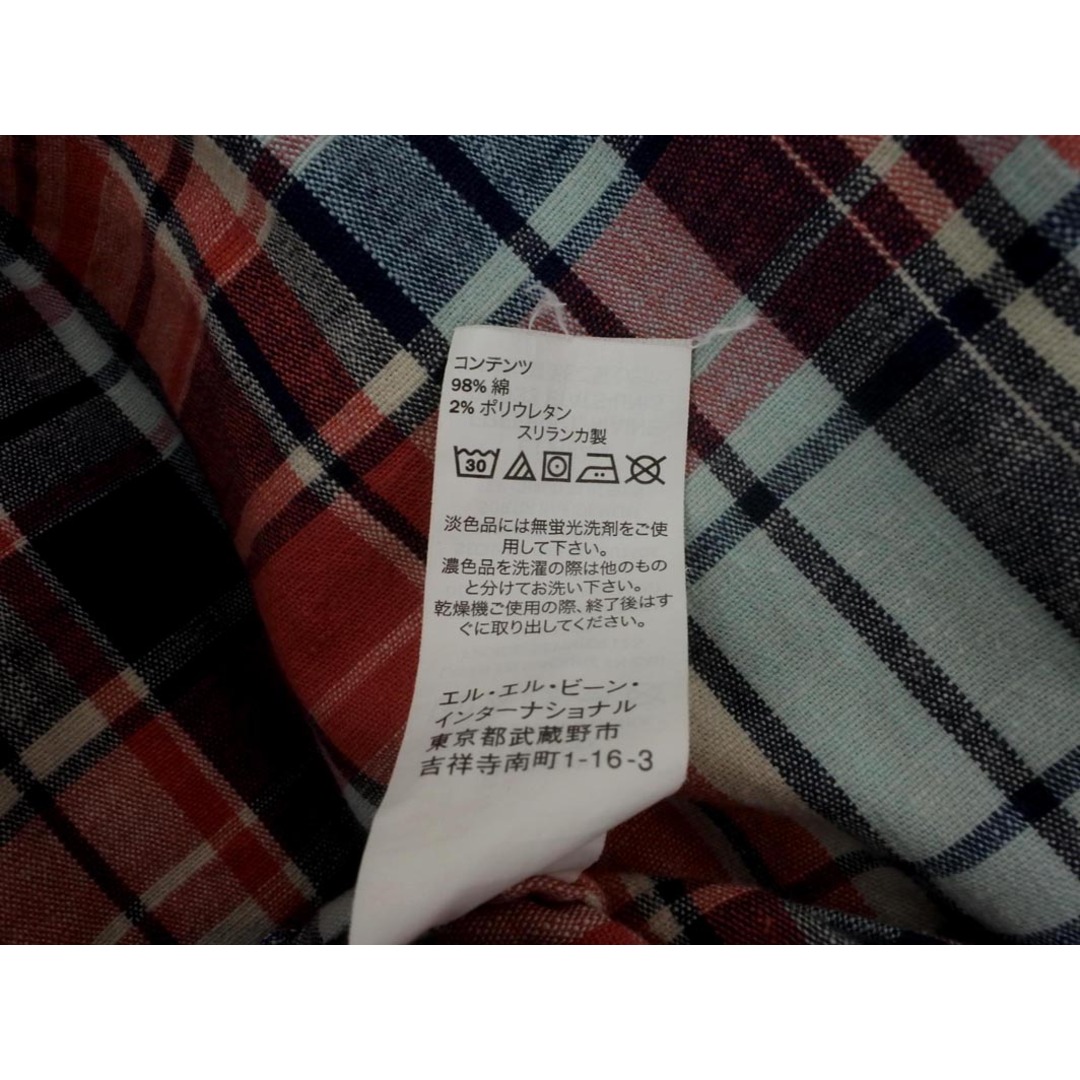 コンテンツ
98% 綿
2% ポリウレタン
スリランカ製
30
淡色品には無蛍光洗剤をご使
用して下さい。
濃色品を洗濯の際は他のもの
と分けてお洗い下さい。
乾燥機ご使用の際、終了後はす
ぐに取り出してください。
エル・エル・ビーン・
インターナショナル
東京都武蔵野市
吉祥寺南町1-16-3